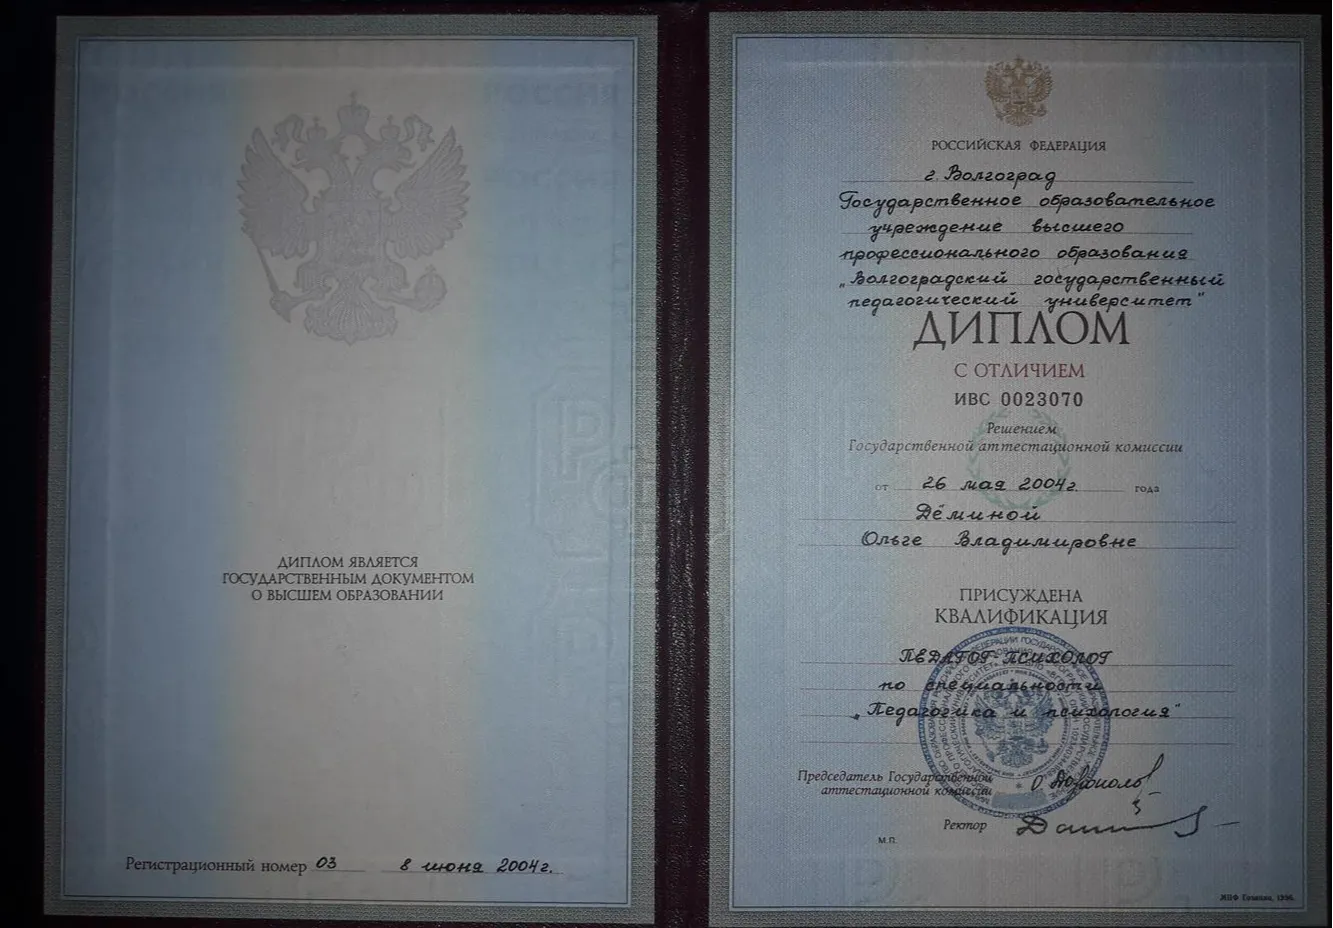 ДИПЛОМ ЯВЛЯЕТСЯ
ГОСУДАРСТВЕННЫМ ДОКУМЕНТОМ
О ВЫСШЕМ ОБРАЗОВАНИИ
Регистрационный номер 03 8 июня 2004г.
РОССИЙСКАЯ ФЕДЕРАЦИЯ
г. Волгоград
Государственное образовательное
учреждение высшего
профессионального образования
„Волгоградский государственный
педагогический университет"
ДИПЛОМ
С ОТЛИЧИЕМ
ИВС 0023070
Решением
Государственной аттестационной комиссии
от 26 мая 2004г. года
Дёминой
Ольге Владимировне
ПРИСУЖДЕНА
КВАЛИФИКАЦИЯ
ПЕДАГОГ-ПСИХОЛОГ
по специальности
„Педагогика и психология"
Председатель Государственной
аттестационной комиссии
Ректор
М.П.